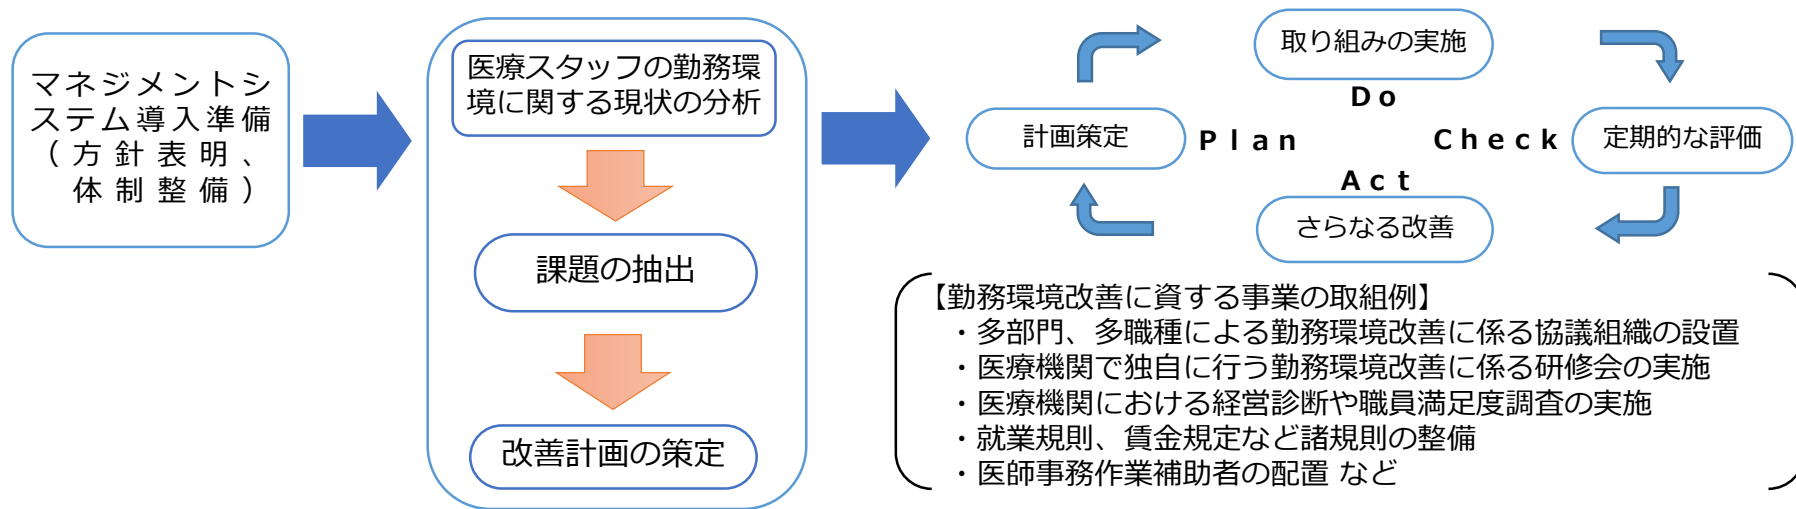 マネジメントシ
ステム導入準備
（方針表明、
体制整備）
医療スタッフの勤務環
境に関する現状の分析
課題の抽出
改善計画の策定
取り組みの実施
Do
計画策定
Plan
Check
定期的な評価
Act
さらなる改善
【勤務環境改善に資する事業の取組例】
・多部門、多職種による勤務環境改善に係る協議組織の設置
・医療機関で独自に行う勤務環境改善に係る研修会の実施
・医療機関における経営診断や職員満足度調査の実施
・就業規則、賃金規定など諸規則の整備
・医師事務作業補助者の配置 など